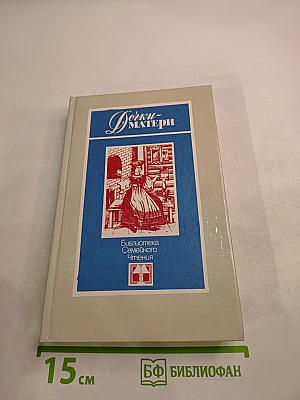 Дочки-
МАТЕРИ
Библиотека
Семейного
Чтения
15 см
БФ БИБЛИОФАН